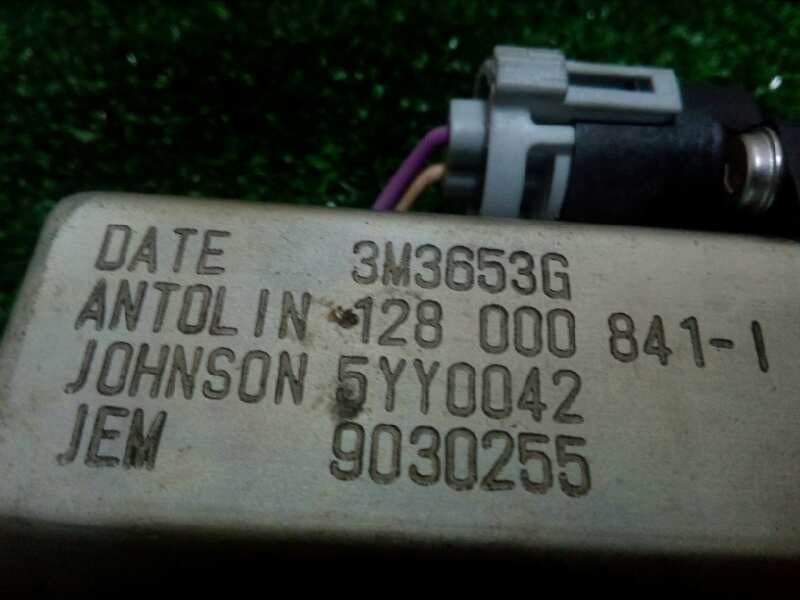 DATE 3M3653G
ANTOLIN 128 000 841-1
JOHNSON 5YY0042
JEM 9030255